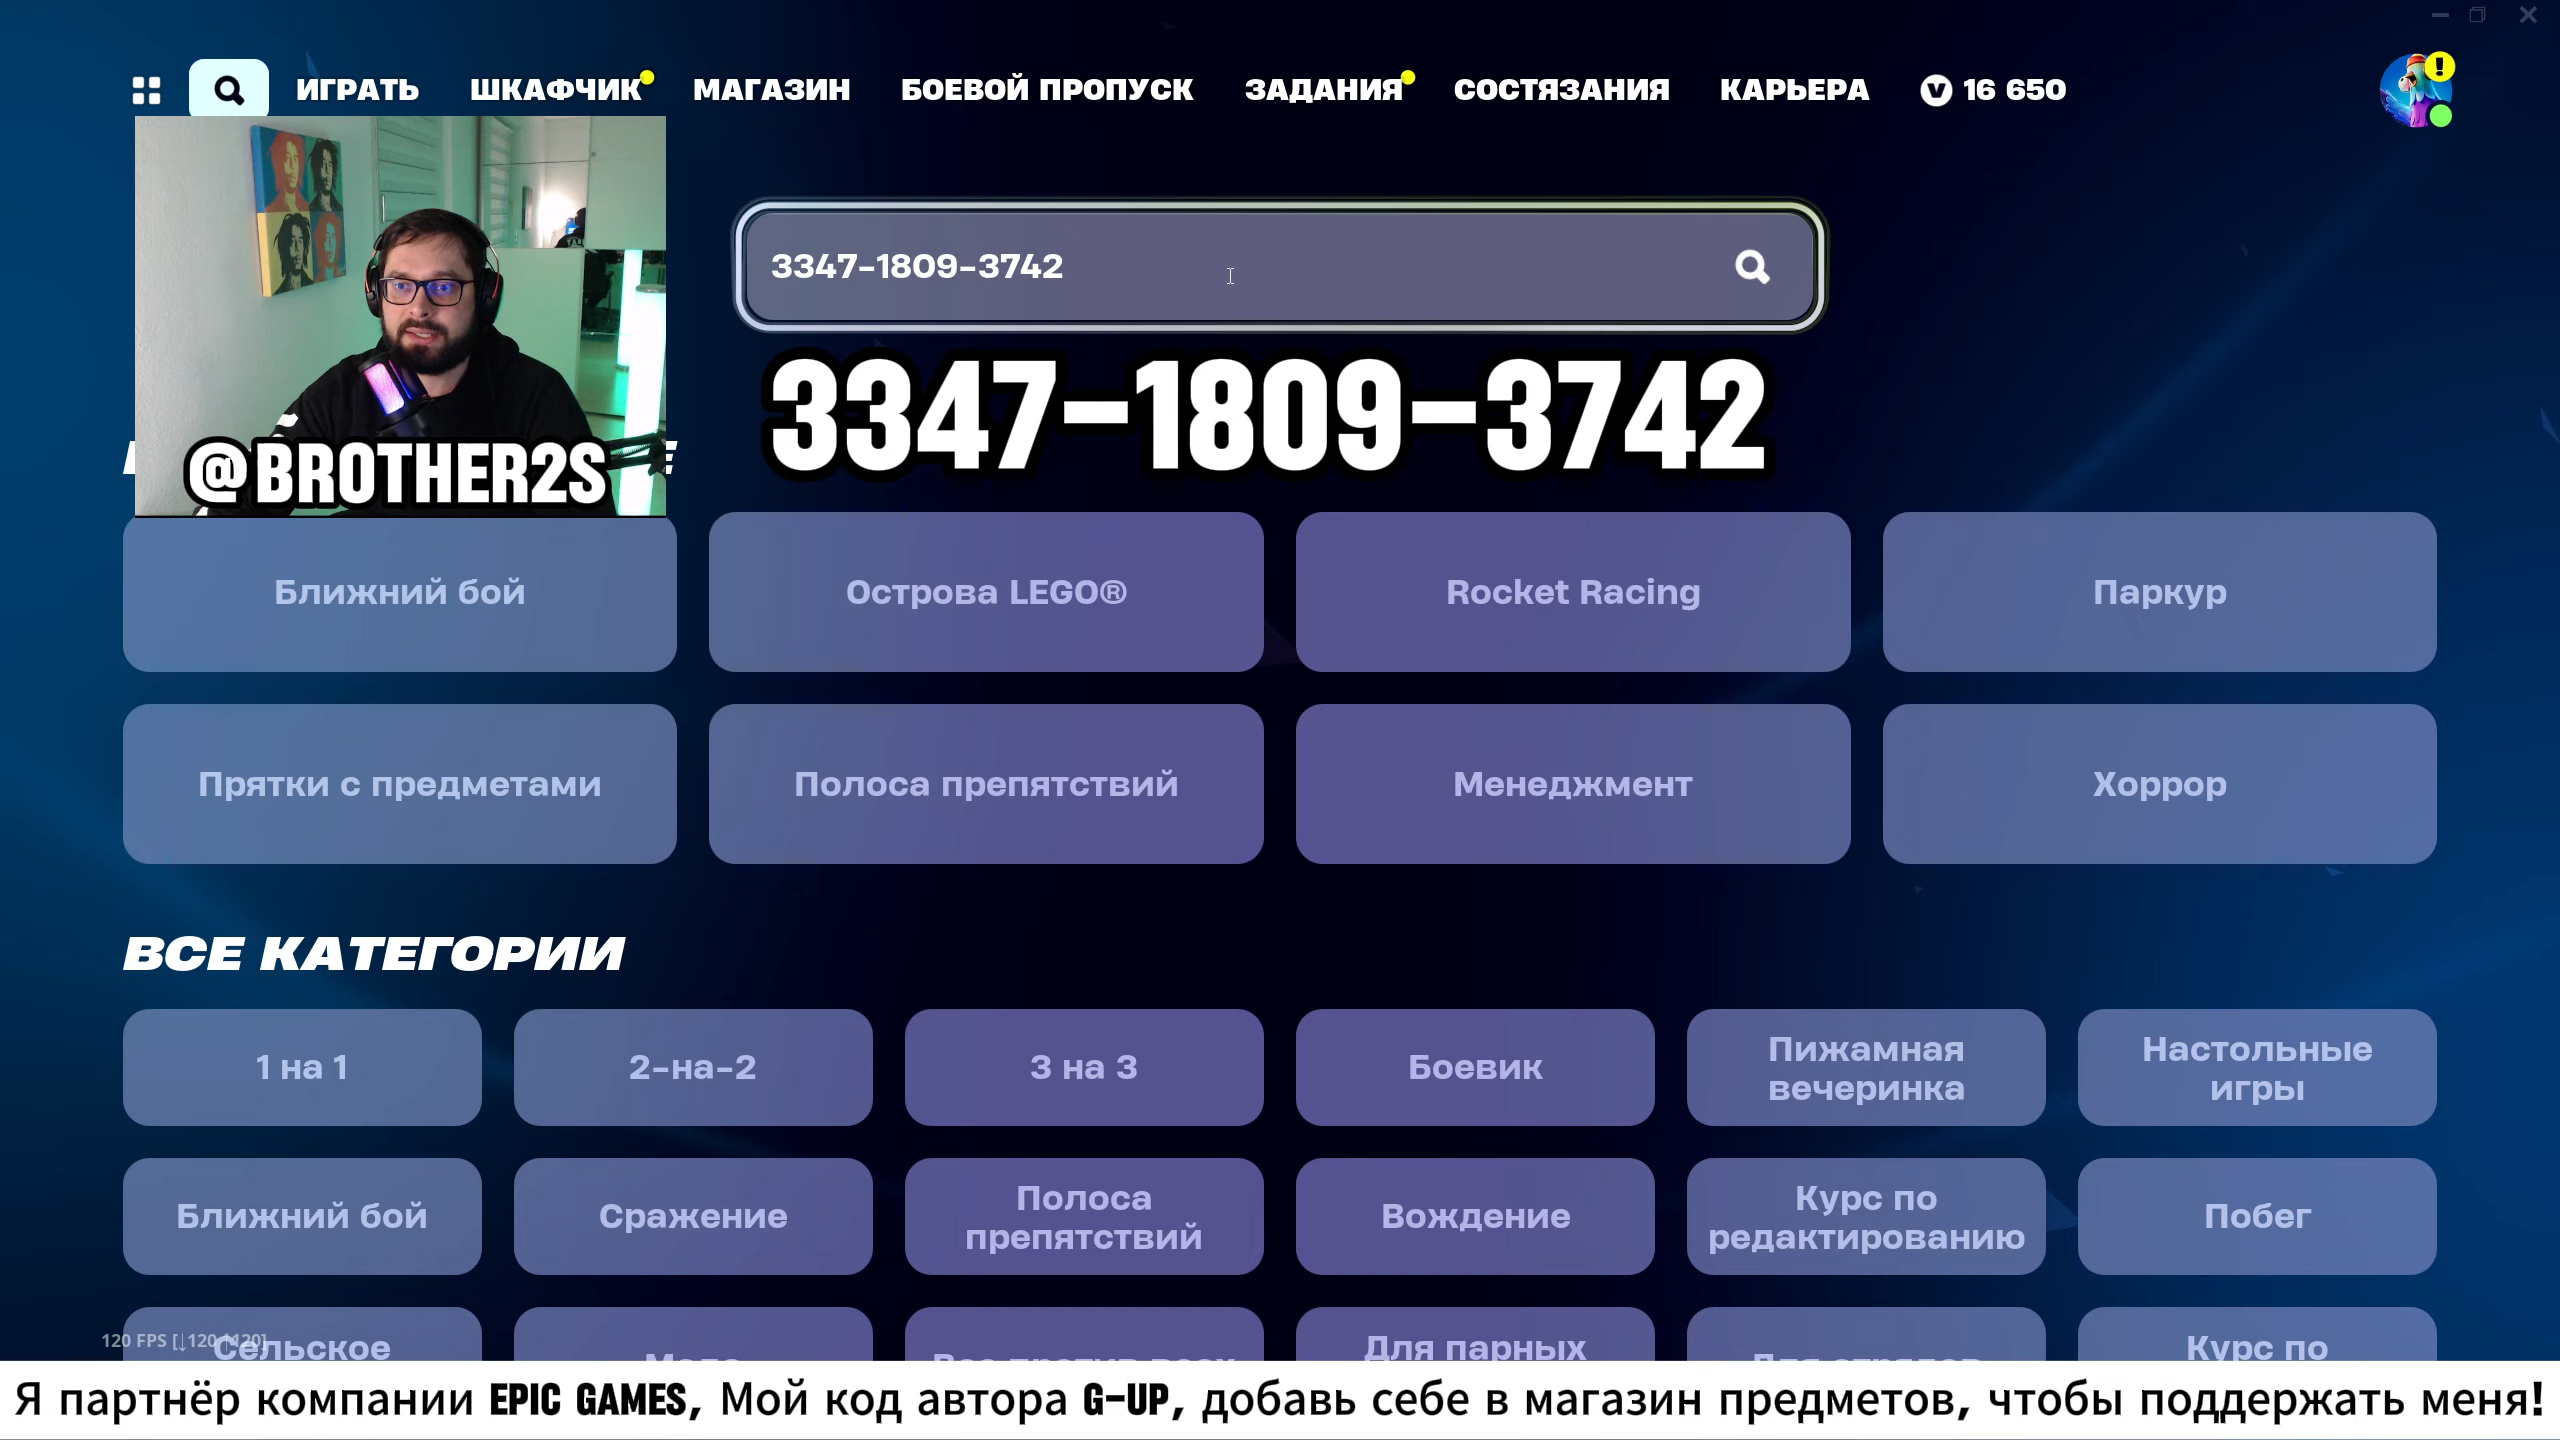 ИГРАТЬ ШКАФЧИК МАГАЗИН БОЕВОЙ ПРОПУСК ЗАДАНИЯ СОСТЯЗАНИЯ КАРЬЕРА 16 650
3347-1809-3742
3347-1809-3742
@BROTHER2S
Ближний бой
Острова LEGO®
Rocket Racing
Паркур
Прятки с предметами
Полоса препятствий
Менеджмент
Хоррор
ВСЕ КАТЕГОРИИ
1 на 1
2-на-2
3 на 3
Боевик
Пижамная
вечеринка
Настольные
игры
Ближний бой
Сражение
Полоса
препятствий
Вождение
Курс по
редактированию
Побег
Сельское
Для парных
Курс по
120 FPS [↓120 ↑120]
Я партнёр компании EPIC GAMES, Мой код автора G-UP, добавь себе в магазин предметов, чтобы поддержать меня!